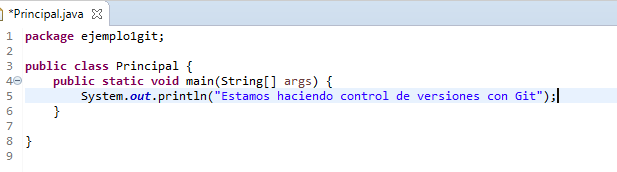 *Principal.java
1 package ejemplo1git;
2
3 public class Principal {
4 public static void main(String[] args) {
5 System.out.println("Estamos haciendo control de versiones con Git");
6 }
7
8 }
9